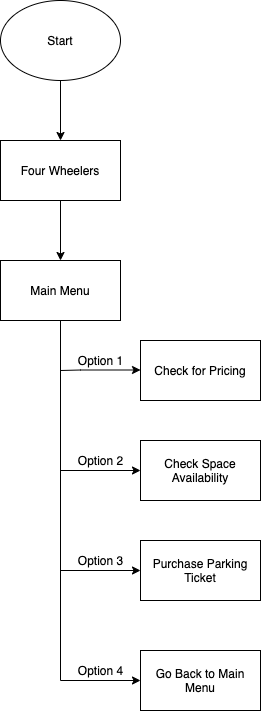 Start
Four Wheelers
Main Menu
Option 1
Check for Pricing
Option 2
Check Space
Availability
Option 3
Purchase Parking
Ticket
Option 4
Go Back to Main
Menu